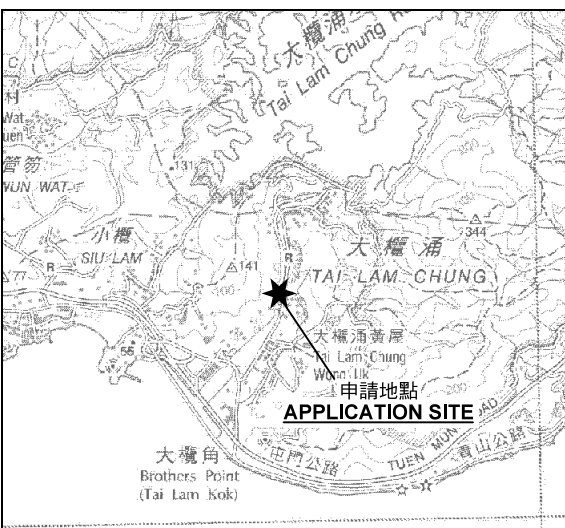 大欖涌
Tai Lam Chung
C
村
Wat
uen
管笏
NUN WAT
131
小欖
SIU LAM
R
77
141
R
100
344
大欖涌
TAI LAM CHUNG
200
大欖涌黃屋
Tai Lam Chung
Wong Uk
55
申請地點
APPLICATION SITE
大欖角
Brothers Point
(Tai Lam Kok)
屯門公路
TUEN MUN
青山公路